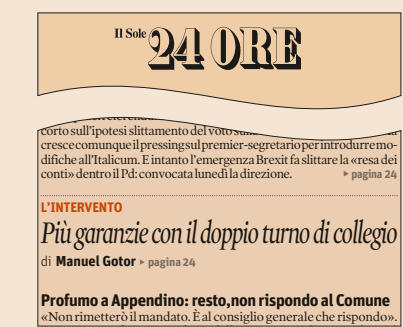 Il Sole
24 ORE
corto sull'ipotesi slittamento del voto
cresce comunque il pressing sul premier-segretario per introdurre mo-
difiche all'Italicum. E intanto l'emergenza Brexit fa slittare la «resa dei
conti» dentro il Pd: convocata lunedì la direzione. ▸ pagina 24
L'INTERVENTO
Più garanzie con il doppio turno di collegio
di Manuel Gotor ▸ pagina 24
Profumo a Appendino: resto,non rispondo al Comune
«Non rimetterò il mandato. È al consiglio generale che rispondo».